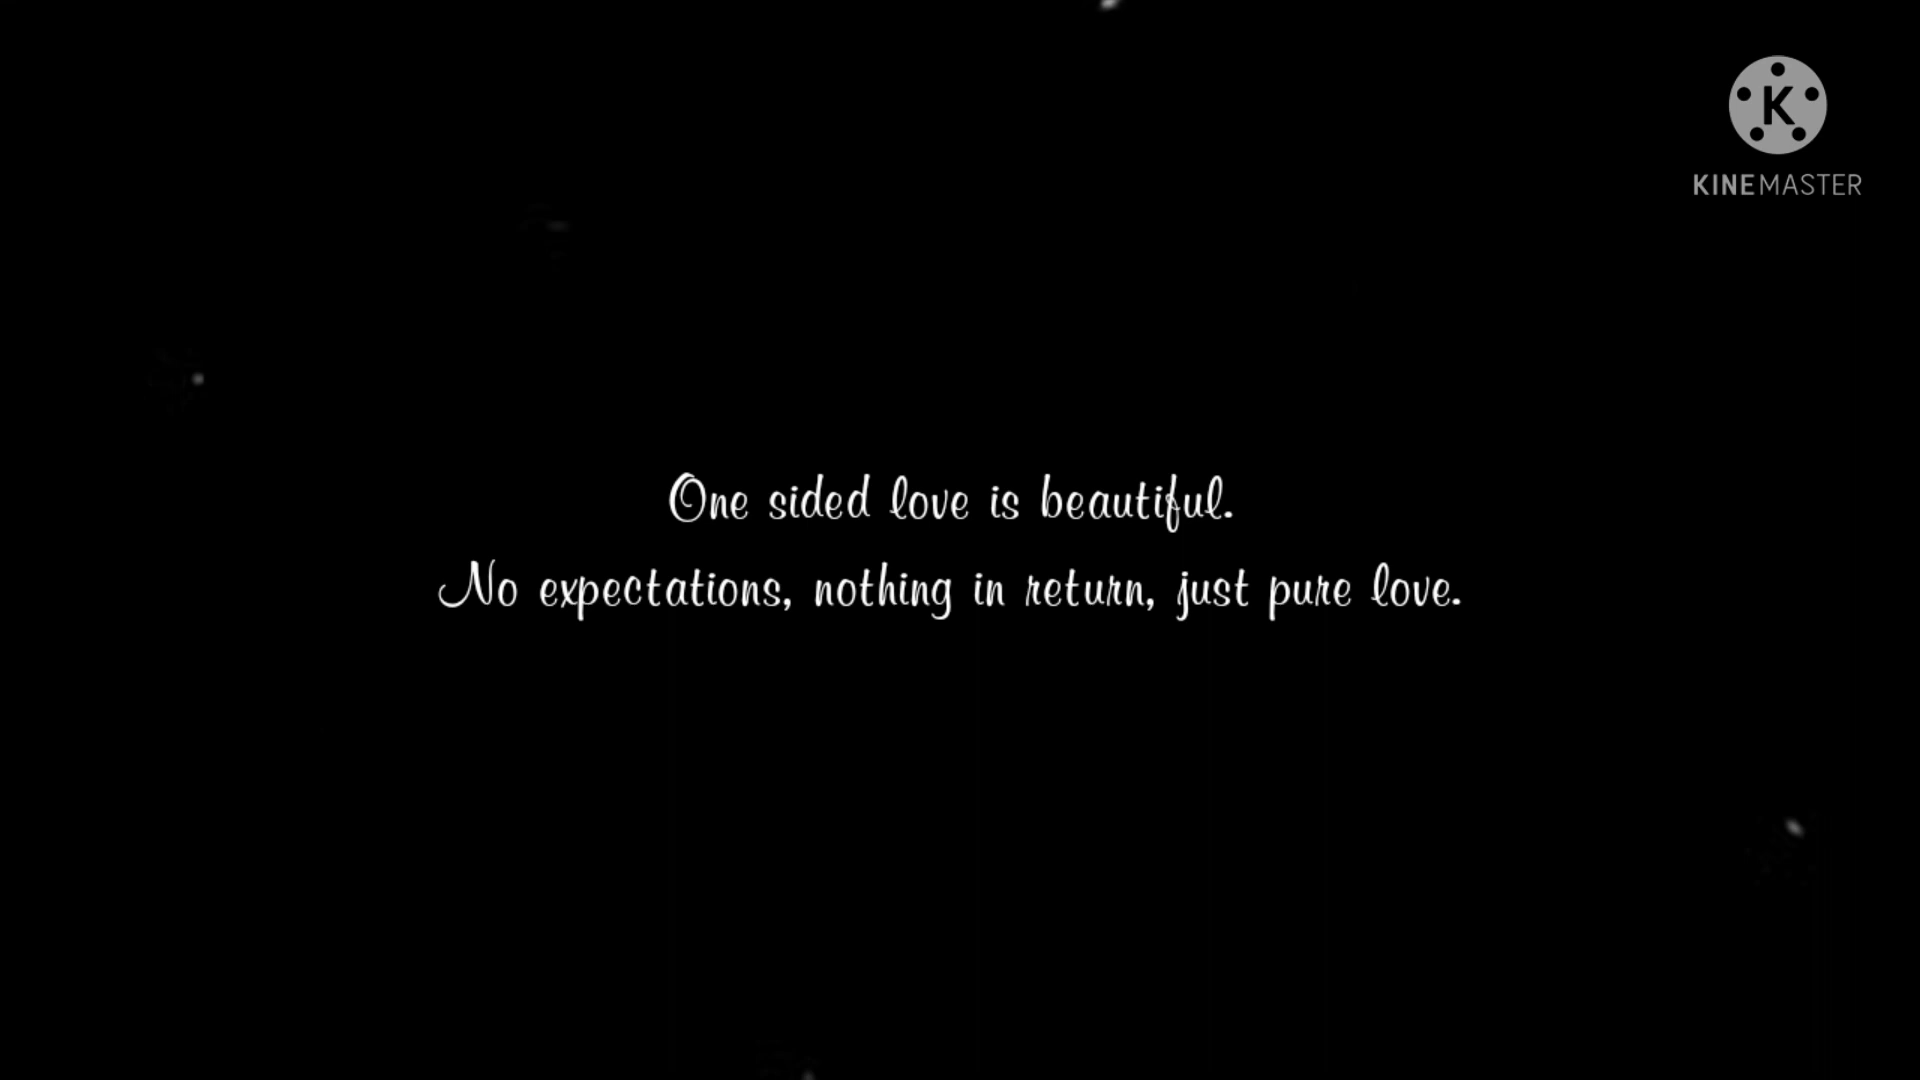 K
KINEMASTER
One sided love is beautiful.
No expectations, nothing in return, just pure love.